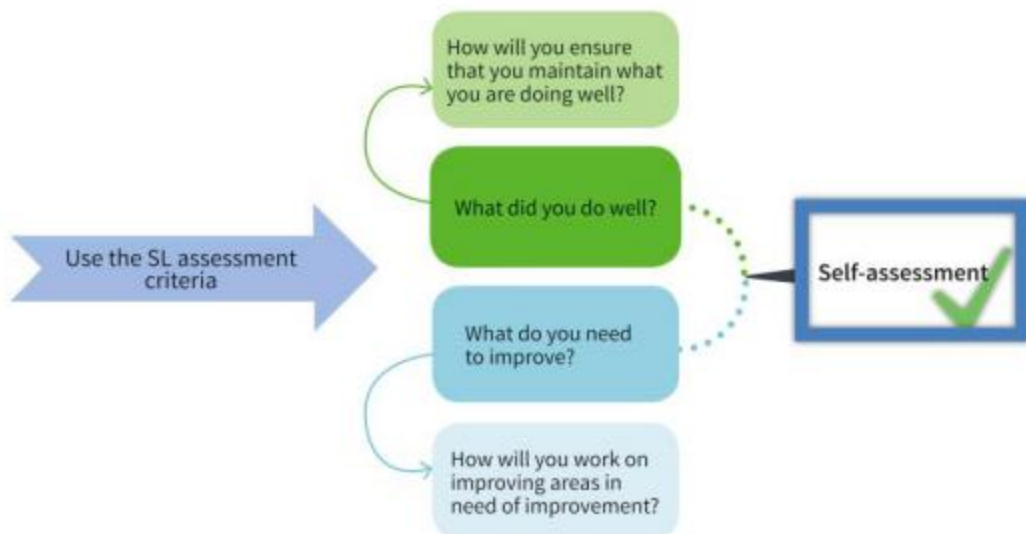 How will you ensure
that you maintain what
you are doing well?
What did you do well?
Use the SL assessment
criteria
Self-assessment
What do you need
to improve?
How will you work on
improving areas in
need of improvement?